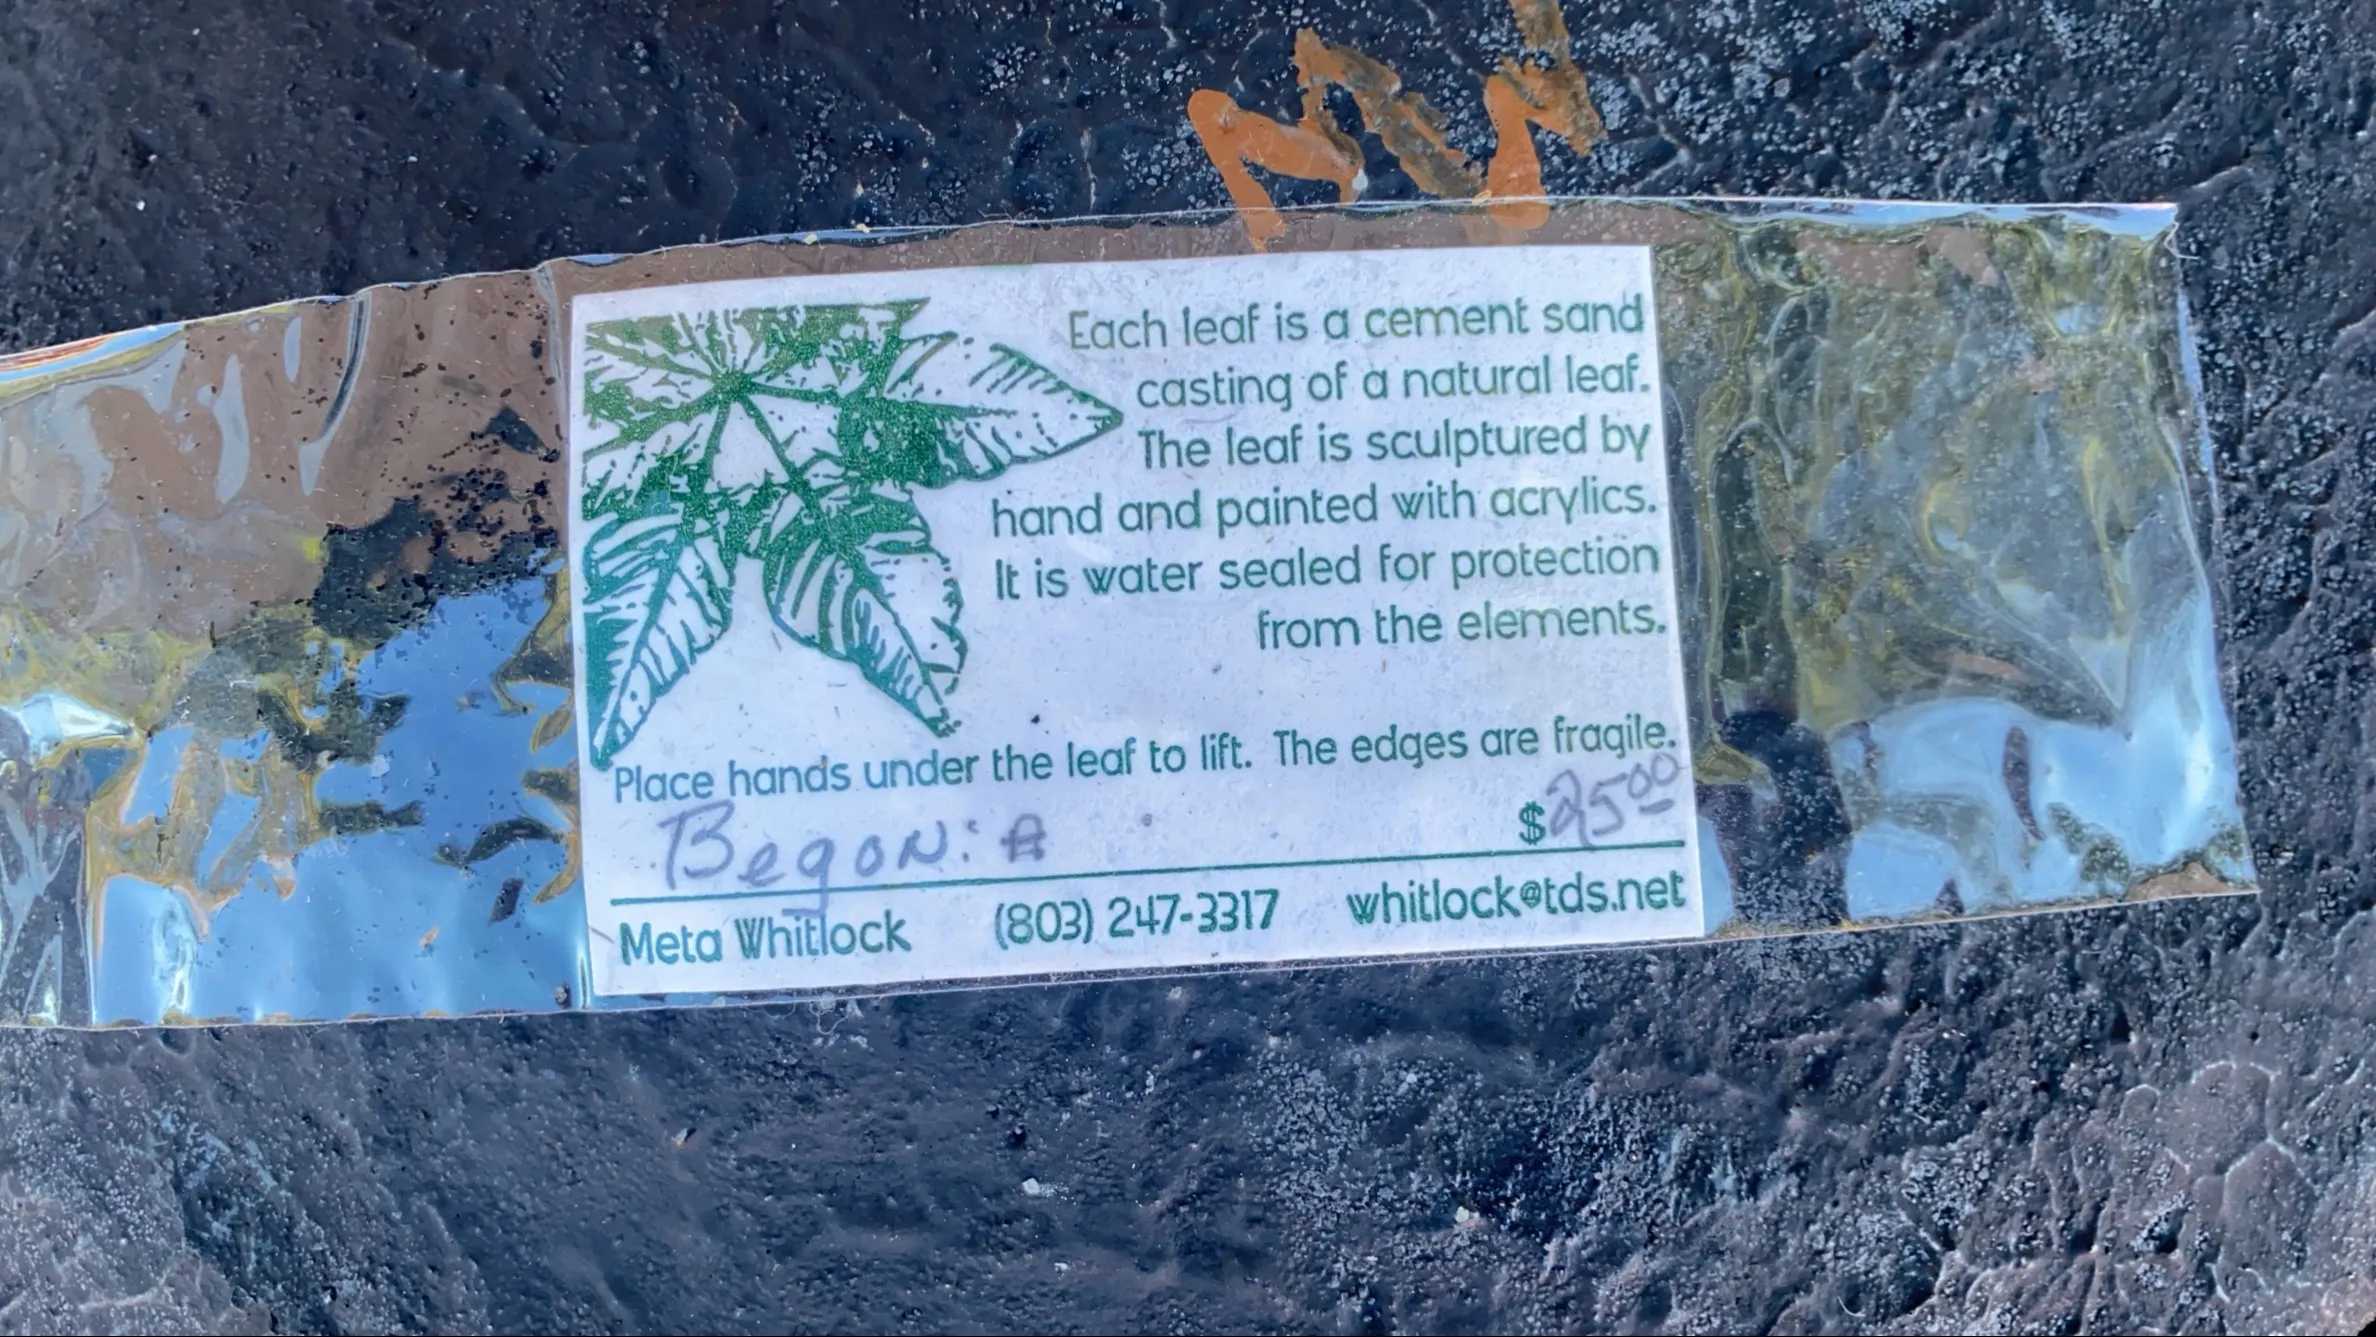 MW
Each leaf is a cement sand
casting of a natural leaf.
The leaf is sculptured by
hand and painted with acrylics.
It is water sealed for protection
from the elements.
Place hands under the leaf to lift. The edges are fragile.
Begonia $25.00
Meta Whitlock (803) 247-3317 whitlock@tds.net